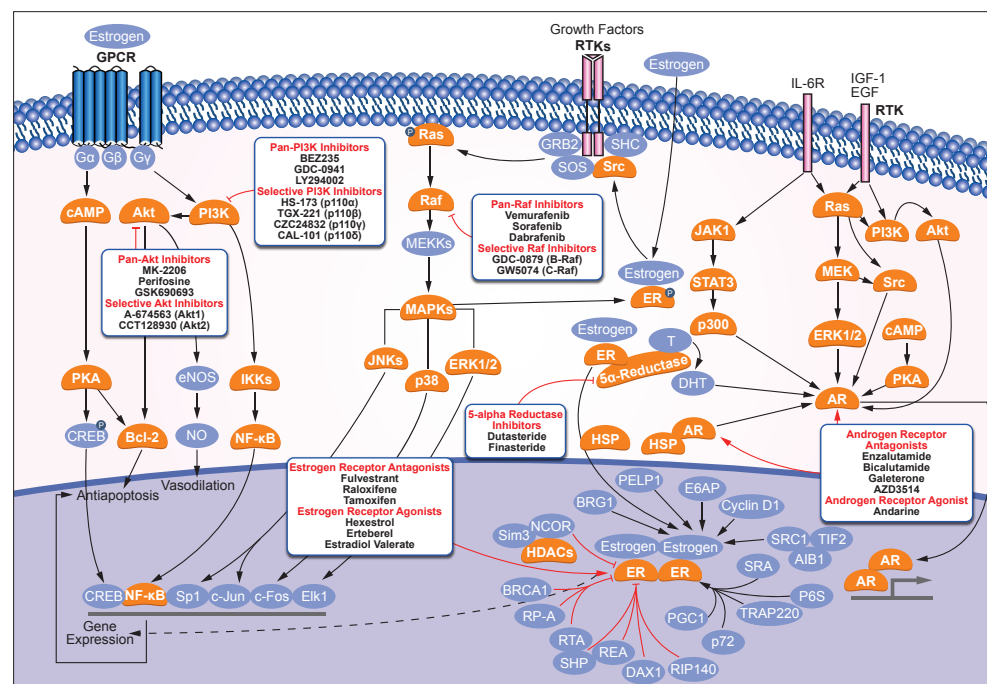 Estrogen
GPCR
Gα
Gβ
Gγ
cAMP
Akt
PI3K
Pan-PI3K Inhibitors
BEZ235
GDC-0941
LY294002
Selective PI3K Inhibitors
HS-173 (p110α)
TGX-221 (p110β)
CZC24832 (p110γ)
CAL-101 (p110δ)
Pan-Akt Inhibitors
MK-2206
Perifosine
GSK690693
Selective Akt Inhibitors
A-674563 (Akt1)
CCT128930 (Akt2)
PKA
eNOS
IKKs
P
CREB
Bcl-2
NO
NF-κB
Antiapoptosis
Vasodilation
Growth Factors
RTKs
Estrogen
P
Ras
GRB2
SHC
SOS
Src
Raf
Pan-Raf Inhibitors
Vemurafenib
Sorafenib
Dabrafenib
Selective Raf Inhibitors
GDC-0879 (B-Raf)
GW5074 (C-Raf)
MEKKs
MAPKs
JNKs
p38
ERK1/2
Estrogen
ER
P
Estrogen
ER
T
5α-Reductase
DHT
5-alpha Reductase
Inhibitors
Dutasteride
Finasteride
IL-6R
IGF-1
EGF
RTK
JAK1
STAT3
p300
Ras
PI3K
Akt
MEK
Src
ERK1/2
cAMP
PKA
AR
HSP
AR
HSP
Androgen Receptor
Antagonists
Enzalutamide
Bicalutamide
Galeterone
AZD3514
Androgen Receptor Agonist
Andarine
Estrogen Receptor Antagonists
Fulvestrant
Raloxifene
Tamoxifen
Estrogen Receptor Agonists
Hexestrol
Erteberel
Estradiol Valerate
CREB
NF-κB
Sp1
c-Jun
c-Fos
Elk1
Gene
Expression
BRG1
PELP1
E6AP
Cyclin D1
Sim3
NCOR
HDACs
Estrogen
Estrogen
ER
ER
SRC1
TIF2
AIB1
SRA
P6S
TRAP220
p72
PGC1
BRCA1
RP-A
RTA
SHP
REA
DAX1
RIP140
AR
AR